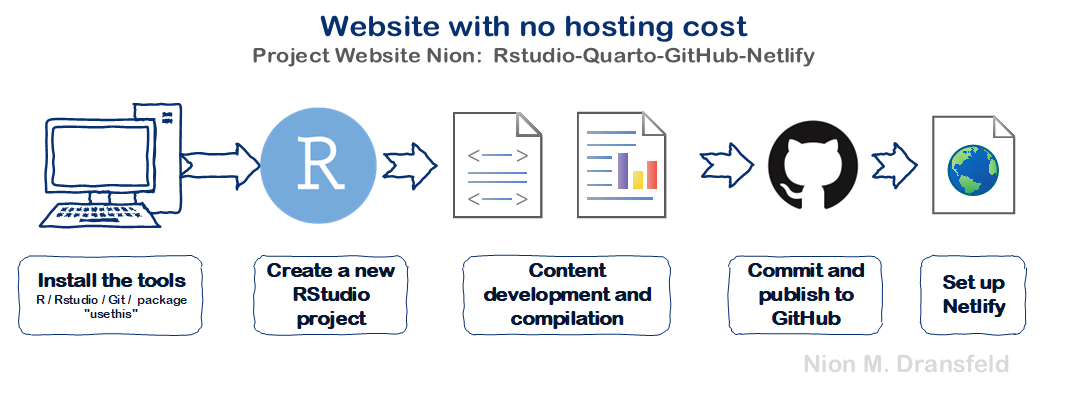 Website with no hosting cost
Project Website Nion:  Rstudio-Quarto-GitHub-Netlify
R
Install the tools
R / Rstudio / Git /  package
"usethis"
Create a new
RStudio
project
Content
development and
compilation
Commit and
publish to
GitHub
Set up
Netlify
Nion M. Dransfeld